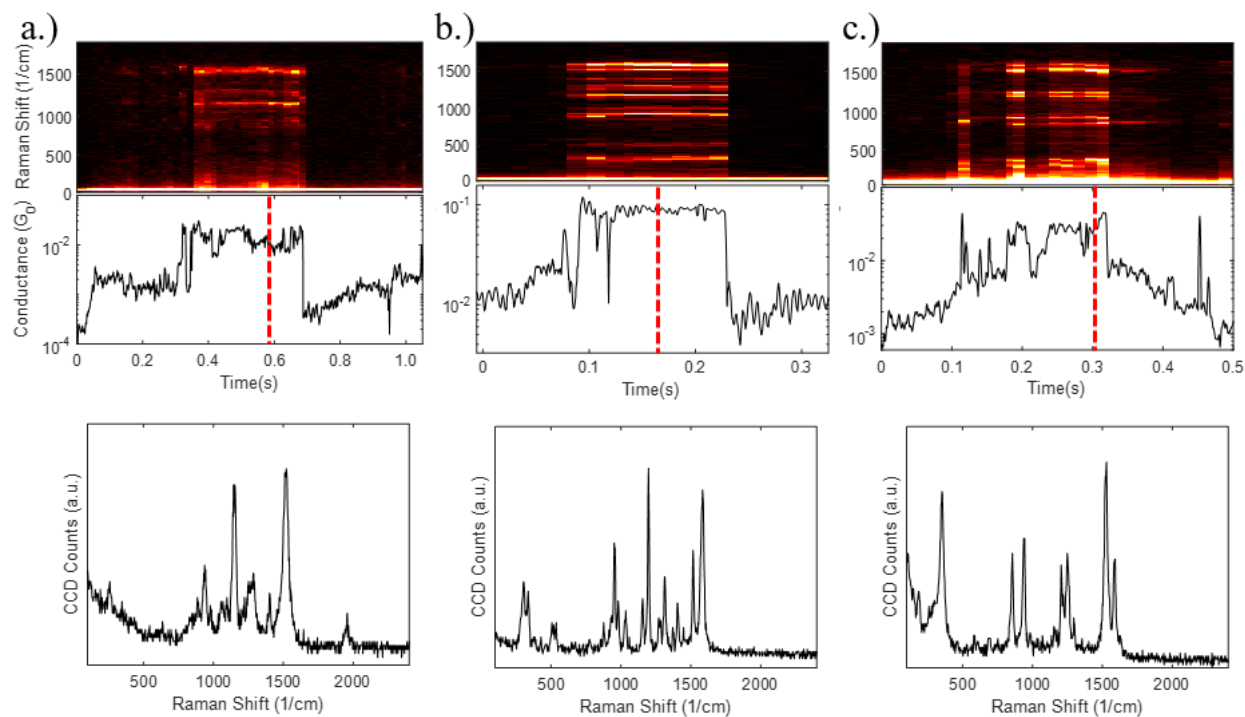 a.)
b.)
c.)
Raman Shift (1/cm)
1500
1000
500
0
1500
1000
500
0
1500
1000
500
0
Conductance (G0)
10-2
10-4
10-1
10-2
10-2
10-3
0 0.2 0.4 0.6 0.8 1.0
Time(s)
0 0.1 0.2 0.3
Time(s)
0 0.1 0.2 0.3 0.4 0.5
Time(s)
CCD Counts (a.u.)
500 1000 1500 2000
Raman Shift (1/cm)
CCD Counts (a.u.)
500 1000 1500 2000
Raman Shift (1/cm)
CCD Counts (a.u.)
500 1000 1500 2000
Raman Shift (1/cm)